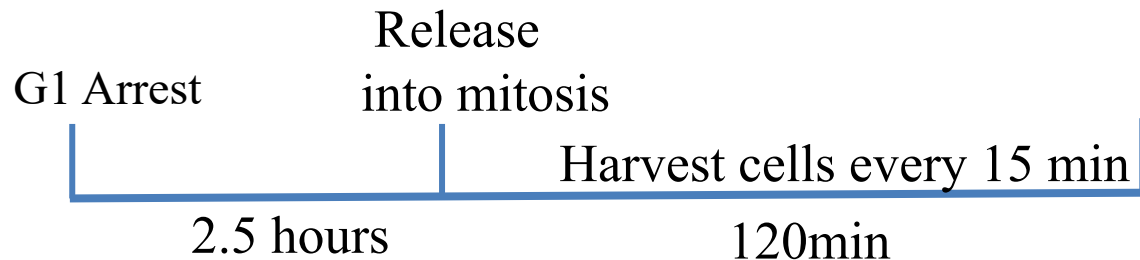 G1 Arrest
Release
into mitosis
Harvest cells every 15 min
2.5 hours
120min